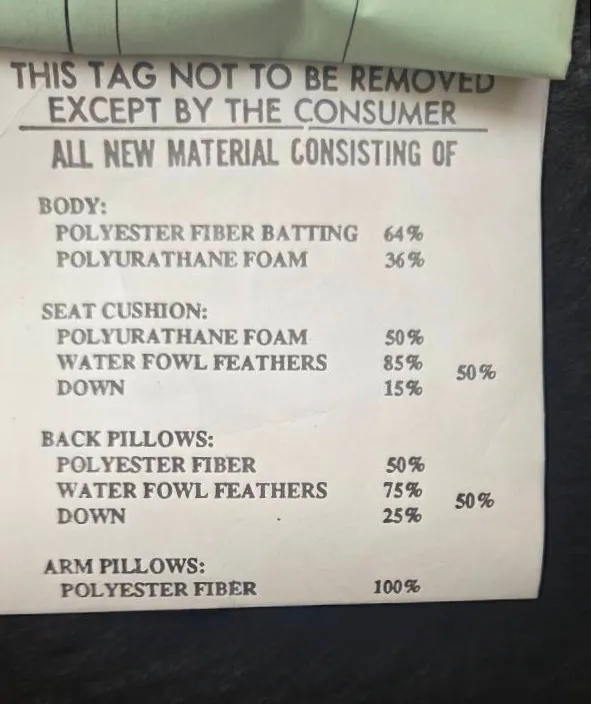 THIS TAG NOT TO BE REMOVED
EXCEPT BY THE CONSUMER
ALL NEW MATERIAL CONSISTING OF
BODY:
POLYESTER FIBER BATTING 64%
POLYURATHANE FOAM 36%
SEAT CUSHION:
POLYURATHANE FOAM 50%
WATER FOWL FEATHERS 85%
50%
DOWN 15%
BACK PILLOWS:
POLYESTER FIBER 50%
WATER FOWL FEATHERS 75%
50%
DOWN 25%
ARM PILLOWS:
POLYESTER FIBER 100%